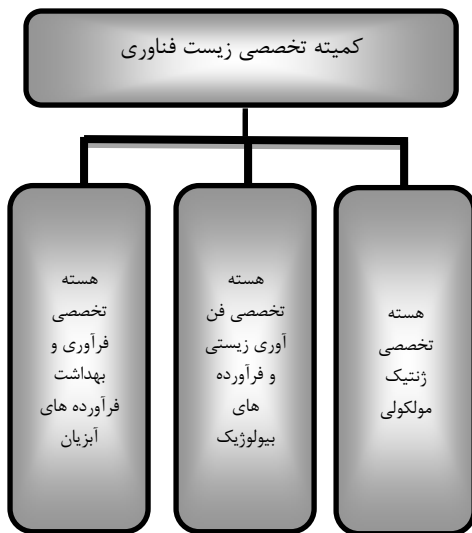 کمیته تخصصی زیست فناوری
هسته
تخصصی
ژنتیک
مولکولی
هسته
تخصصی فن
آوری زیستی
و فرآورده
های
بیولوژیک
هسته
تخصصی
فرآوری و
بهداشت
فرآورده های
آبزیان